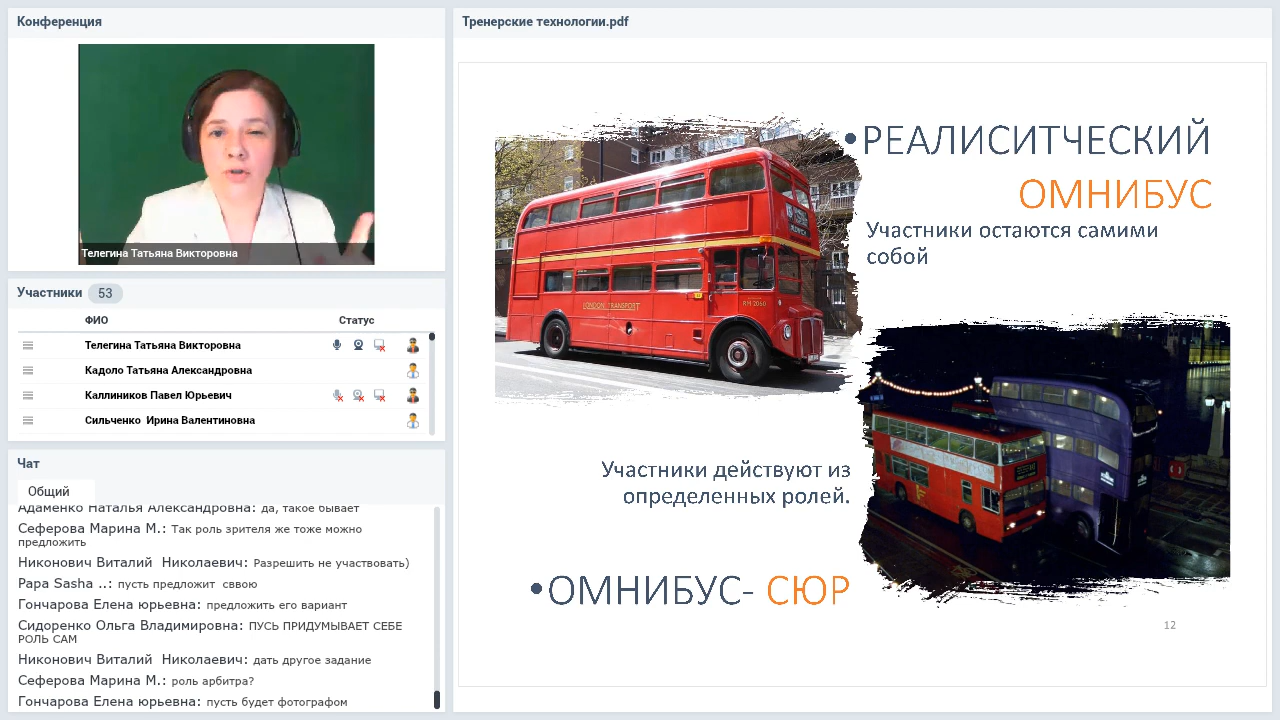 Конференция
Телегина Татьяна Викторовна
Участники 53
ФИО Статус
Телегина Татьяна Викторовна
Кадоло Татьяна Александровна
Каллиников Павел Юрьевич
Сильченко Ирина Валентиновна
Чат
Общий
Адаменко Наталья Александровна: да, такое бывает
Сеферова Марина М.: Так роль зрителя же тоже можно
предложить
Никонович Виталий Николаевич: Разрешить не участвовать)
Papa Sasha ..: пусть предложит сввою
Гончарова Елена юрьевна: предложить его вариант
Сидоренко Ольга Владимировна: ПУСЬ ПРИДУМЫВАЕТ СЕБЕ
РОЛЬ САМ
Никонович Виталий Николаевич: дать другое задание
Сеферова Марина М.: роль арбитра?
Гончарова Елена юрьевна: пусть будет фотографом
Тренерские технологии.pdf
•РЕАЛИСИТЧЕСКИЙ
ОМНИБУС
Участники остаются самими
собой
LONDON TRANSPORT
Участники действуют из
определенных ролей.
•ОМНИБУС- СЮР
12